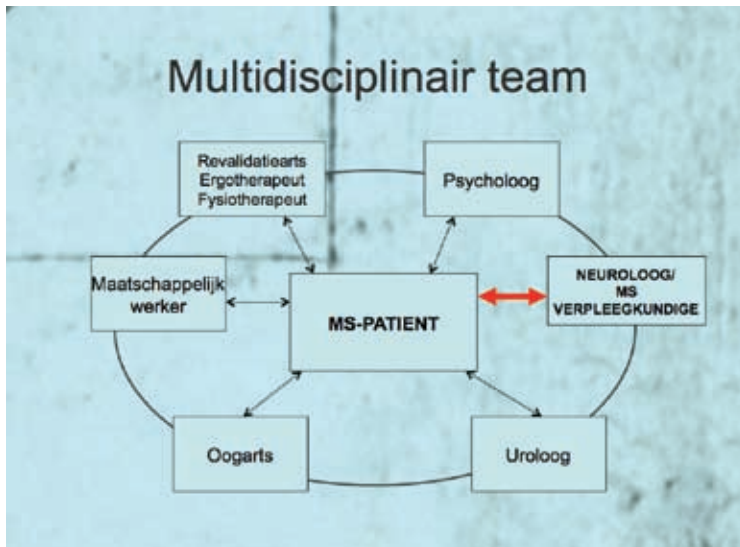 Multidisciplinair team
Revalidatiearts
Ergotherapeut
Fysiotherapeut
Psycholoog
Maatschappelijk
werker
MS-PATIENT
NEUROLOOG/
MS
VERPLEEGKUNDIGE
Oogarts
Uroloog